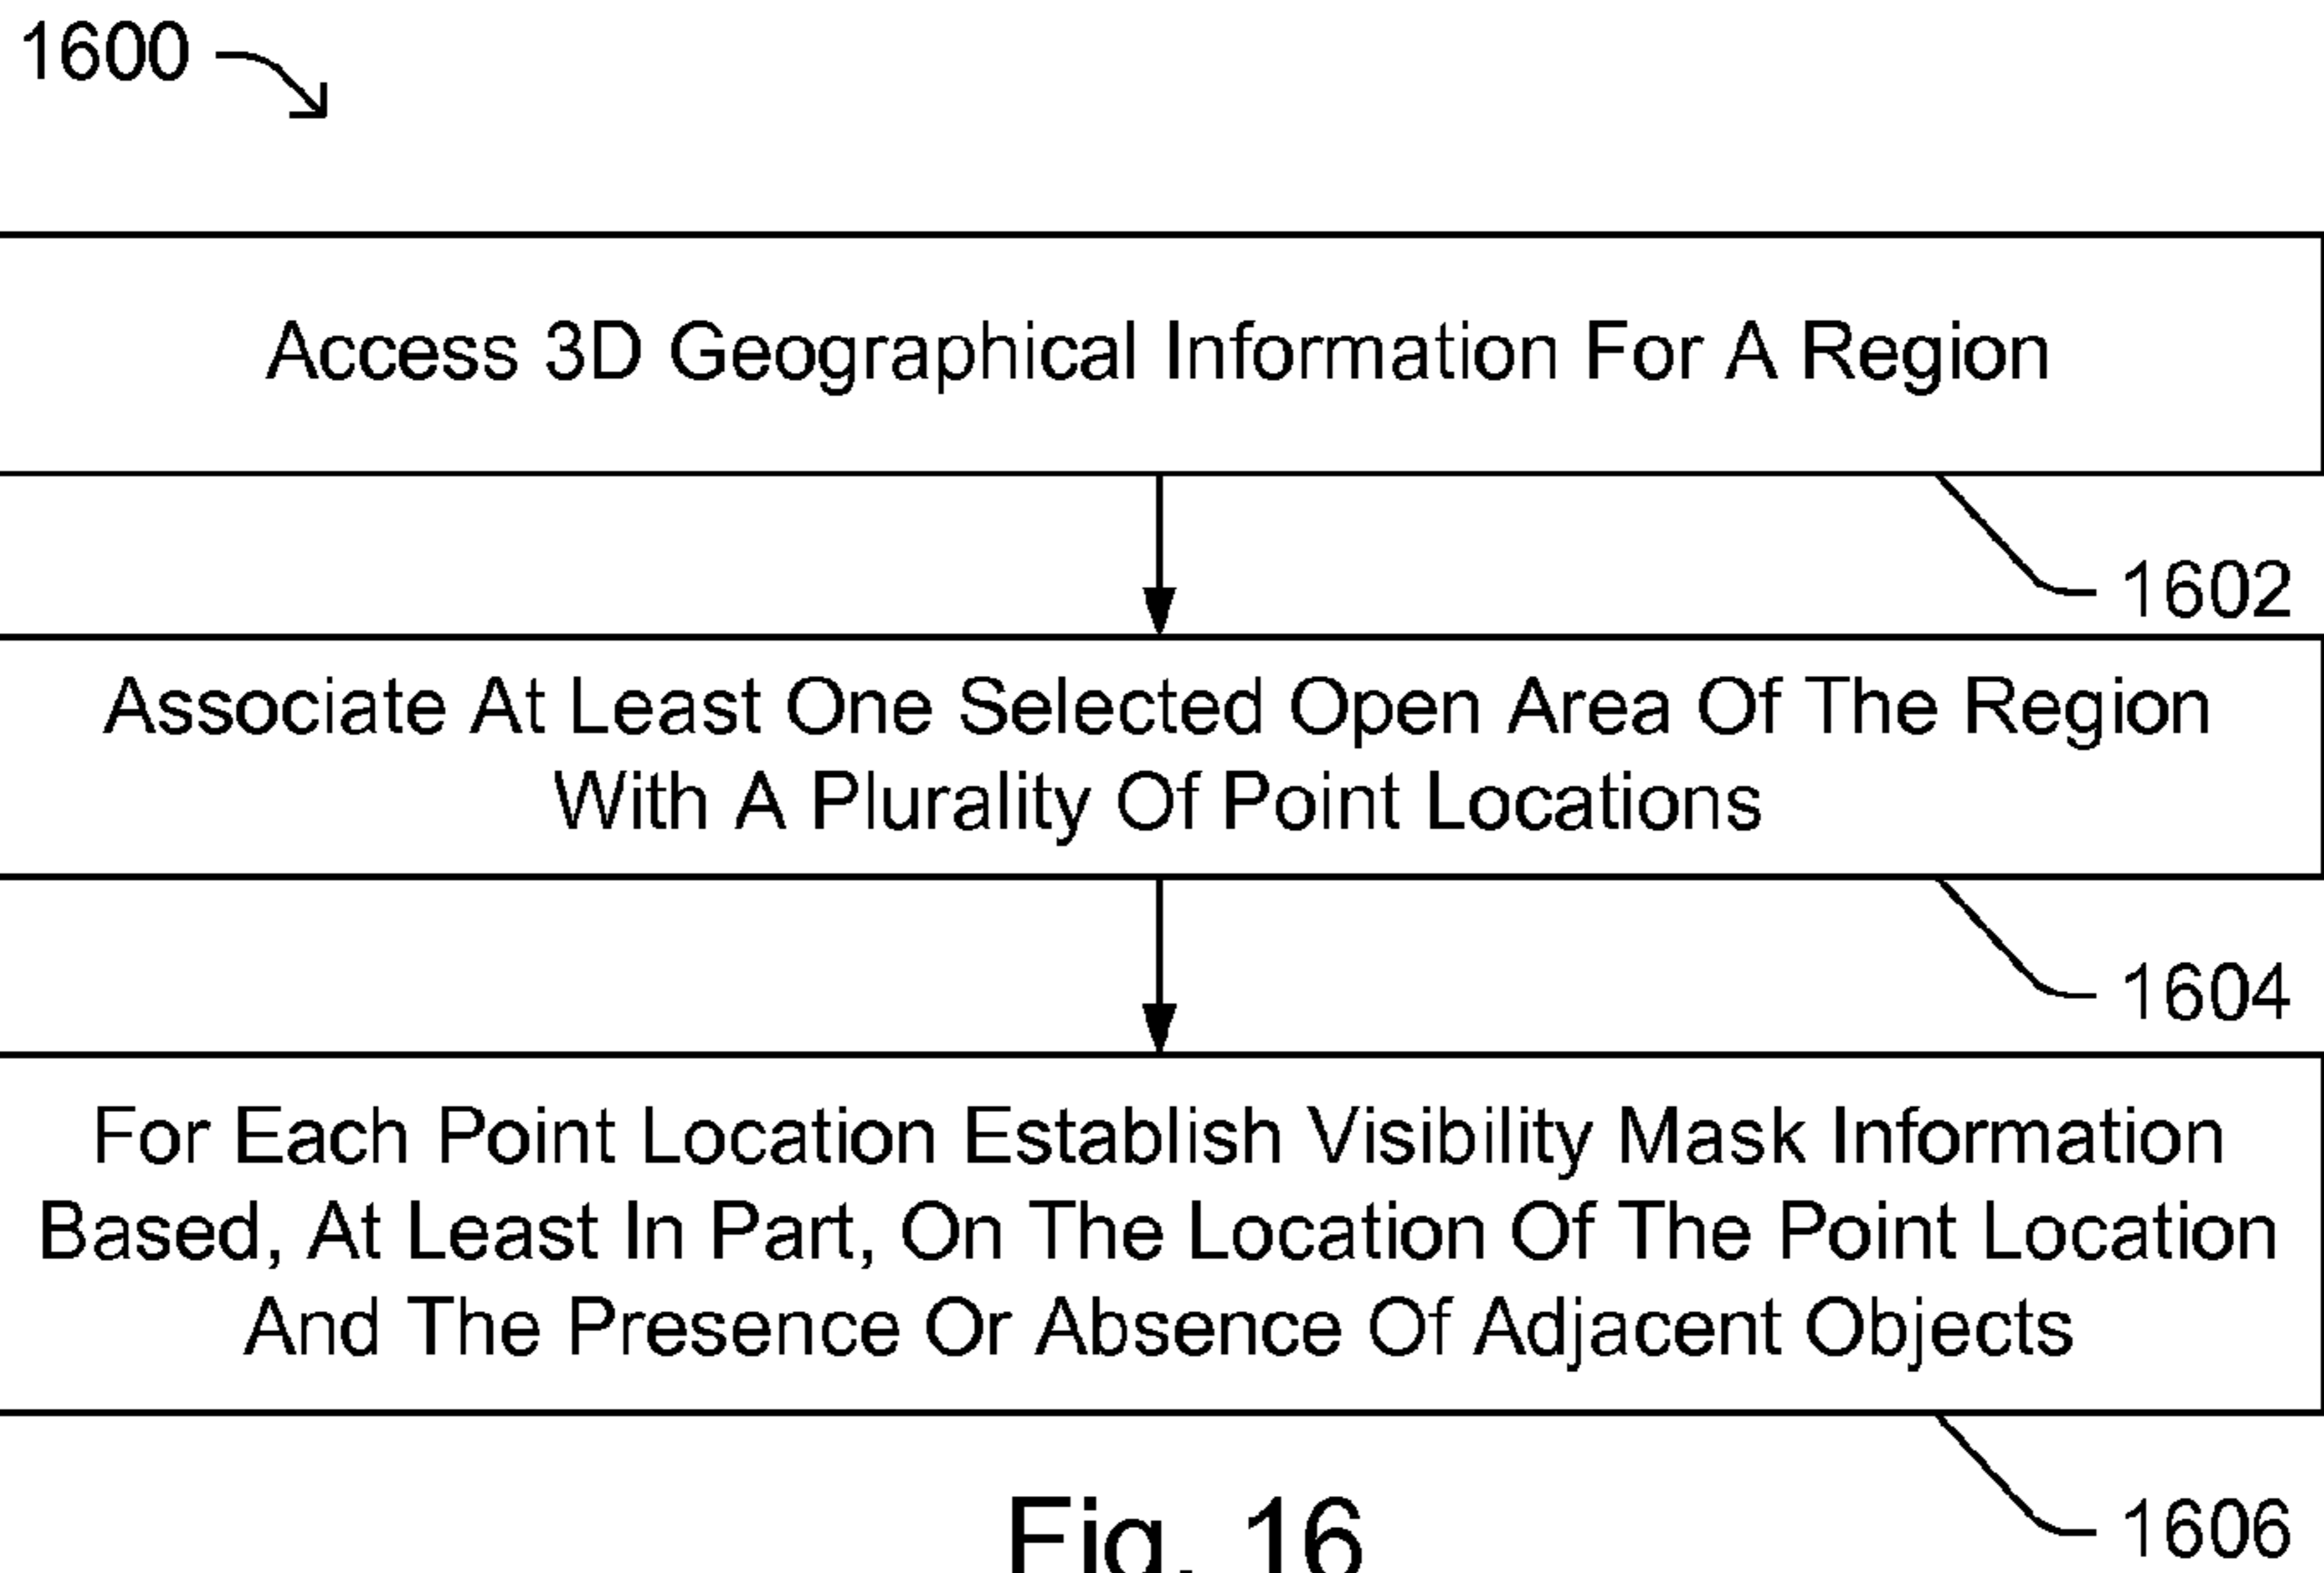 1600
Access 3D Geographical Information For A Region
1602
Associate At Least One Selected Open Area Of The Region
With A Plurality Of Point Locations
1604
For Each Point Location Establish Visibility Mask Information
Based, At Least In Part, On The Location Of The Point Location
And The Presence Or Absence Of Adjacent Objects
1606
Fig. 16